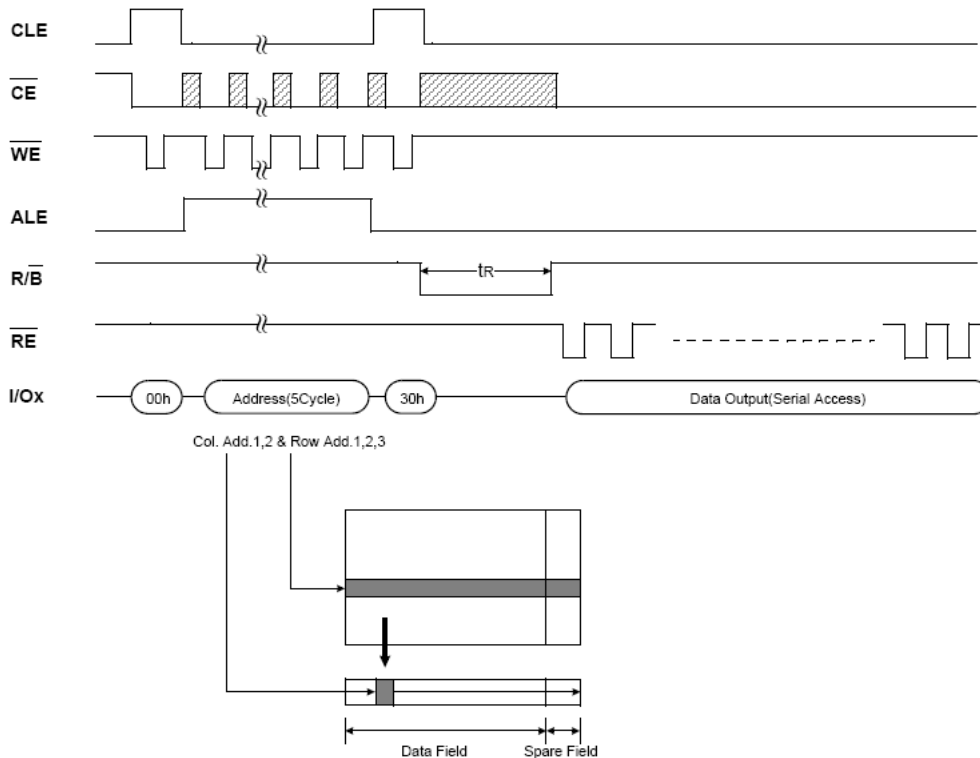 CLE
CE
WE
ALE
R/B
tR
RE
I/Ox
00h
Address(5Cycle)
30h
Data Output(Serial Access)
Col. Add.1,2 & Row Add.1,2,3
Data Field
Spare Field